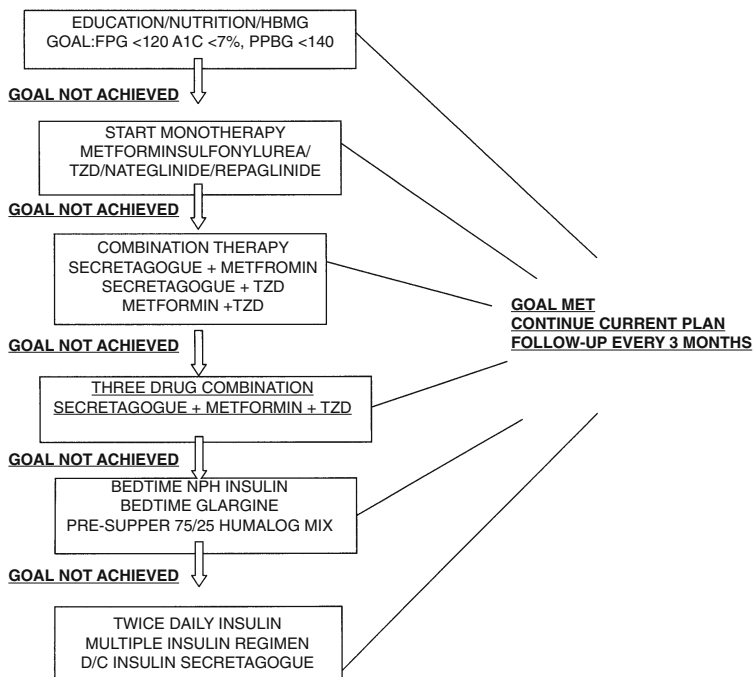 EDUCATION/NUTRITION/HBMG
GOAL:FPG <120 A1C <7%, PPBG <140
GOAL NOT ACHIEVED
START MONOTHERAPY
METFORMINSULFONYLUREA/
TZD/NATEGLINIDE/REPAGLINIDE
GOAL NOT ACHIEVED
COMBINATION THERAPY
SECRETAGOGUE + METFROMIN
SECRETAGOGUE + TZD
METFORMIN +TZD
GOAL MET
CONTINUE CURRENT PLAN
FOLLOW-UP EVERY 3 MONTHS
GOAL NOT ACHIEVED
THREE DRUG COMBINATION
SECRETAGOGUE + METFORMIN + TZD
GOAL NOT ACHIEVED
BEDTIME NPH INSULIN
BEDTIME GLARGINE
PRE-SUPPER 75/25 HUMALOG MIX
GOAL NOT ACHIEVED
TWICE DAILY INSULIN
MULTIPLE INSULIN REGIMEN
D/C INSULIN SECRETAGOGUE